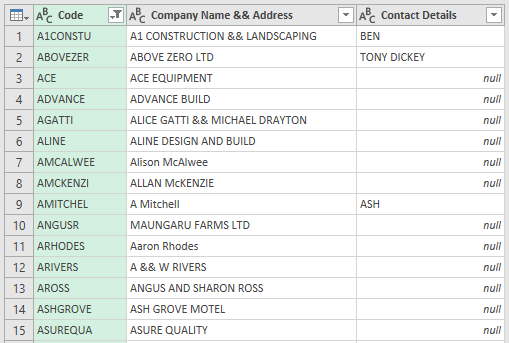 Code Company Name && Address Contact Details
1 A1CONSTU A1 CONSTRUCTION && LANDSCAPING BEN
2 ABOVEZER ABOVE ZERO LTD TONY DICKEY
3 ACE ACE EQUIPMENT null
4 ADVANCE ADVANCE BUILD null
5 AGATTI ALICE GATTI && MICHAEL DRAYTON null
6 ALINE ALINE DESIGN AND BUILD null
7 AMCALWEE Alison McAlwee null
8 AMCKENZI ALLAN McKENZIE null
9 AMITCHEL A Mitchell ASH
10 ANGUSR MAUNGARU FARMS LTD null
11 ARHODES Aaron Rhodes null
12 ARIVERS A && W RIVERS null
13 AROSS ANGUS AND SHARON ROSS null
14 ASHGROVE ASH GROVE MOTEL null
15 ASUREQUA ASURE QUALITY null